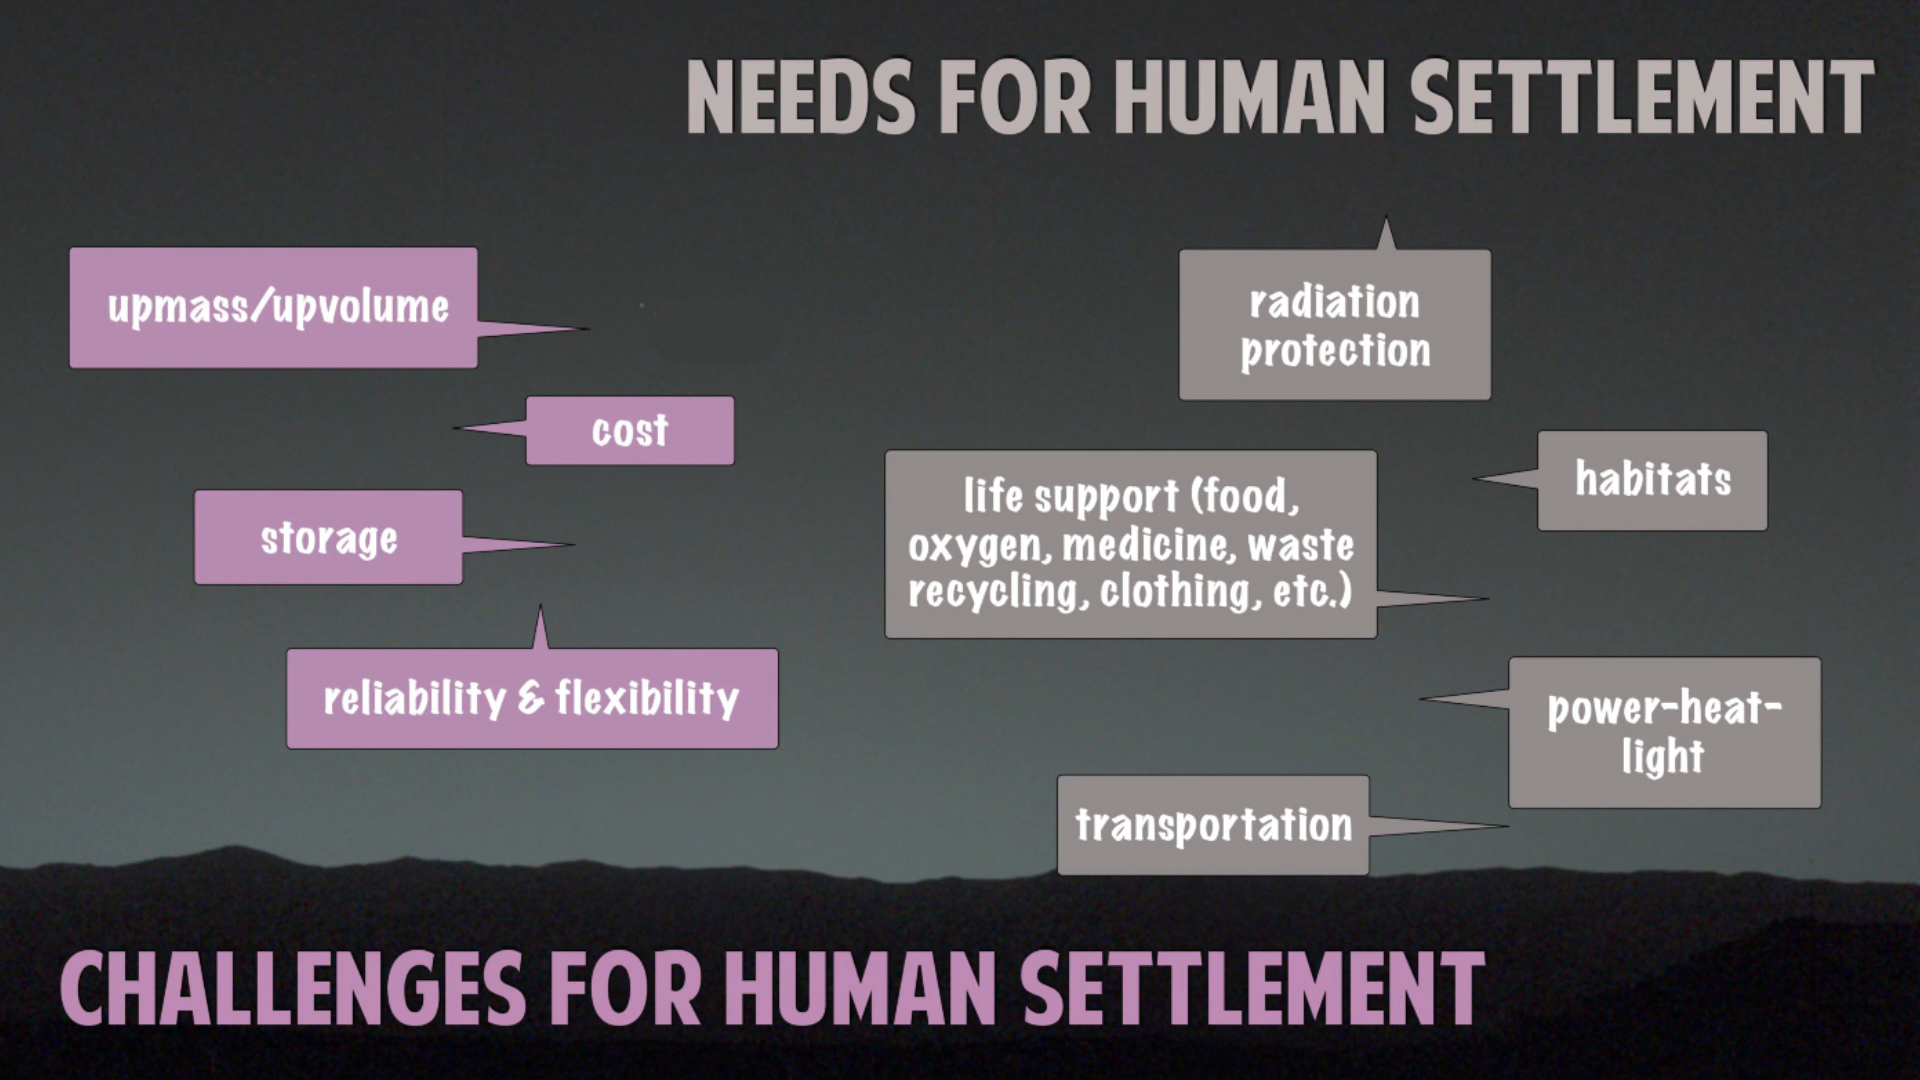 NEEDS FOR HUMAN SETTLEMENT
upmass/upvolume
cost
storage
reliability & flexibility
radiation
protection
habitats
life support (food,
oxygen, medicine, waste
recycling, clothing, etc.)
power-heat-
light
transportation
CHALLENGES FOR HUMAN SETTLEMENT